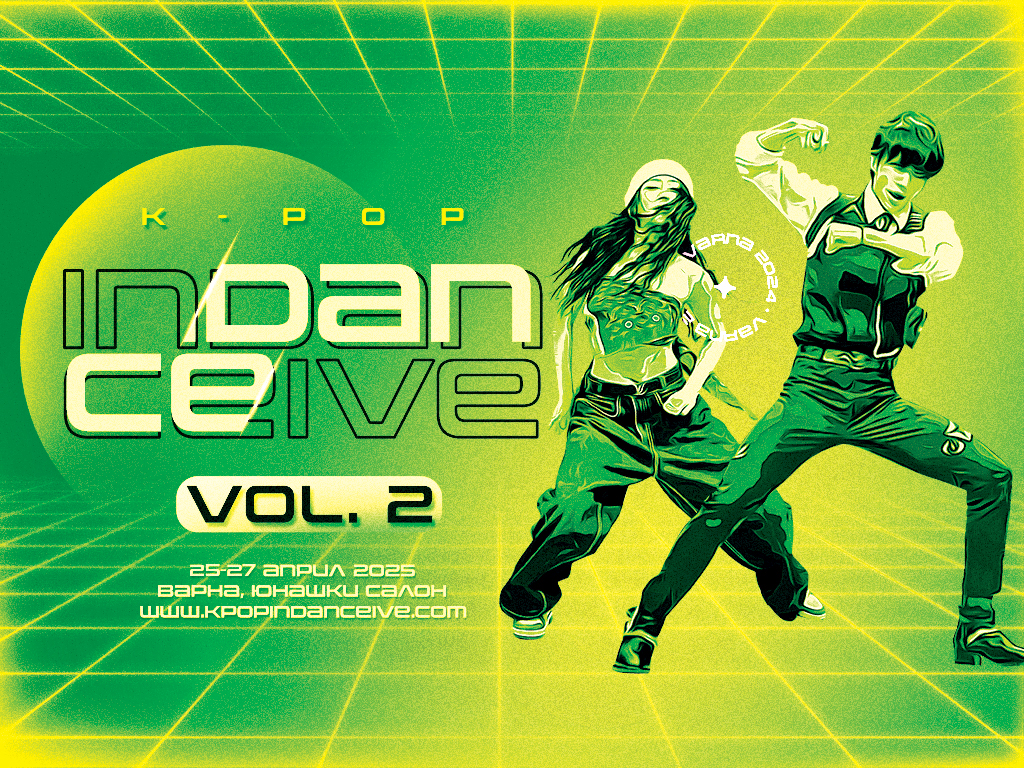 K-POP
INDAN
CEIVE
VOL. 2
25-27 АПРИЛ 2025
ВАРНА, ЮНАШКИ САЛОН
WWW.KPOPINDANCEIVE.COM
VARNA 2024 · VARNA